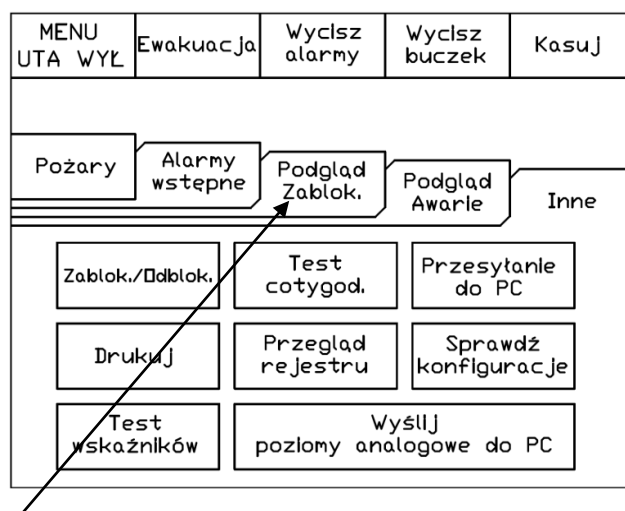 MENU
UTA WYŁ
Ewakuacja
Wycisz
alarmy
Wycisz
buczek
Kasuj
Pożary
Alarmy
wstępne
Podgląd
Zablok.
Podgląd
Awarie
Inne
Zablok./Odblok.
Test
cotygod.
Przesyłanie
do PC
Drukuj
Przegląd
rejestru
Sprawdź
konfiguracje
Test
wskaźników
Wyślij
poziomy analogowe do PC